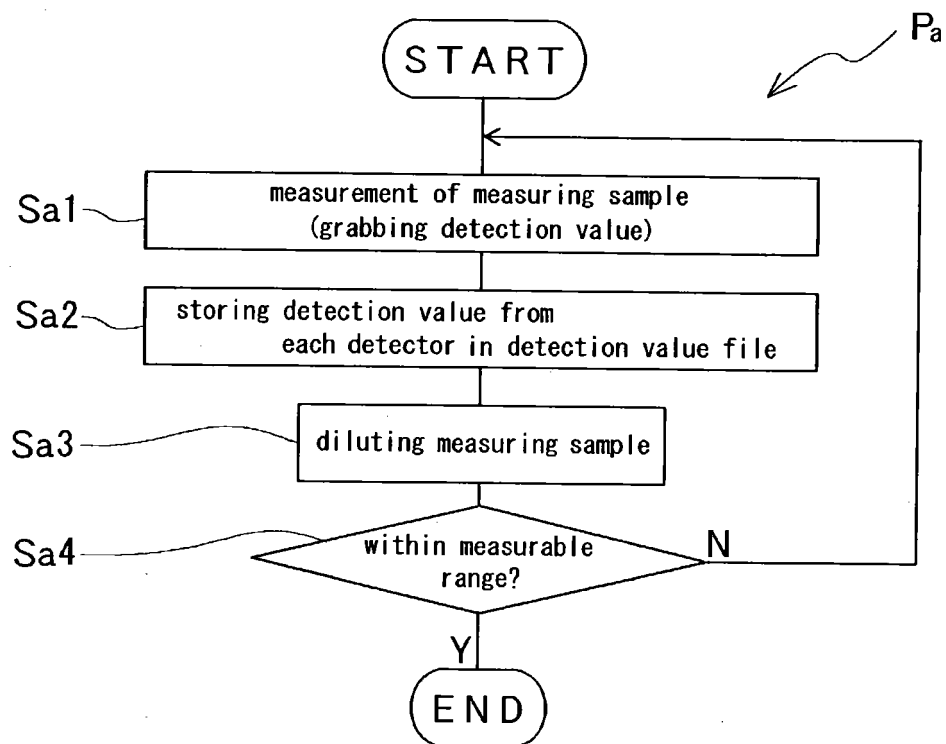 Pa
START
Sa1
measurement of measuring sample
(grabbing detection value)
Sa2
storing detection value from
each detector in detection value file
Sa3
diluting measuring sample
Sa4
within measurable
range?
N
Y
END